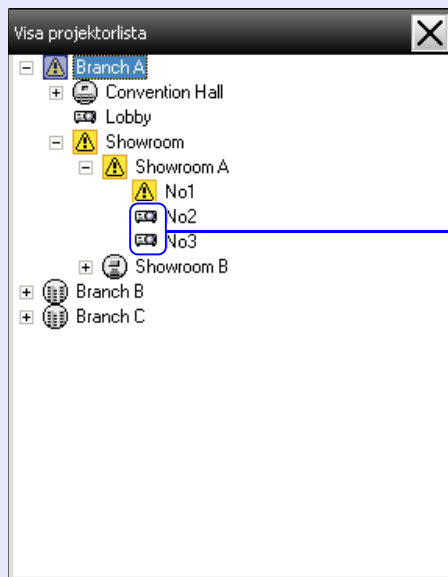 Visa projektorlista
Branch A
Convention Hall
Lobby
Showroom
Showroom A
No1
No2
No3
Showroom B
Branch B
Branch C